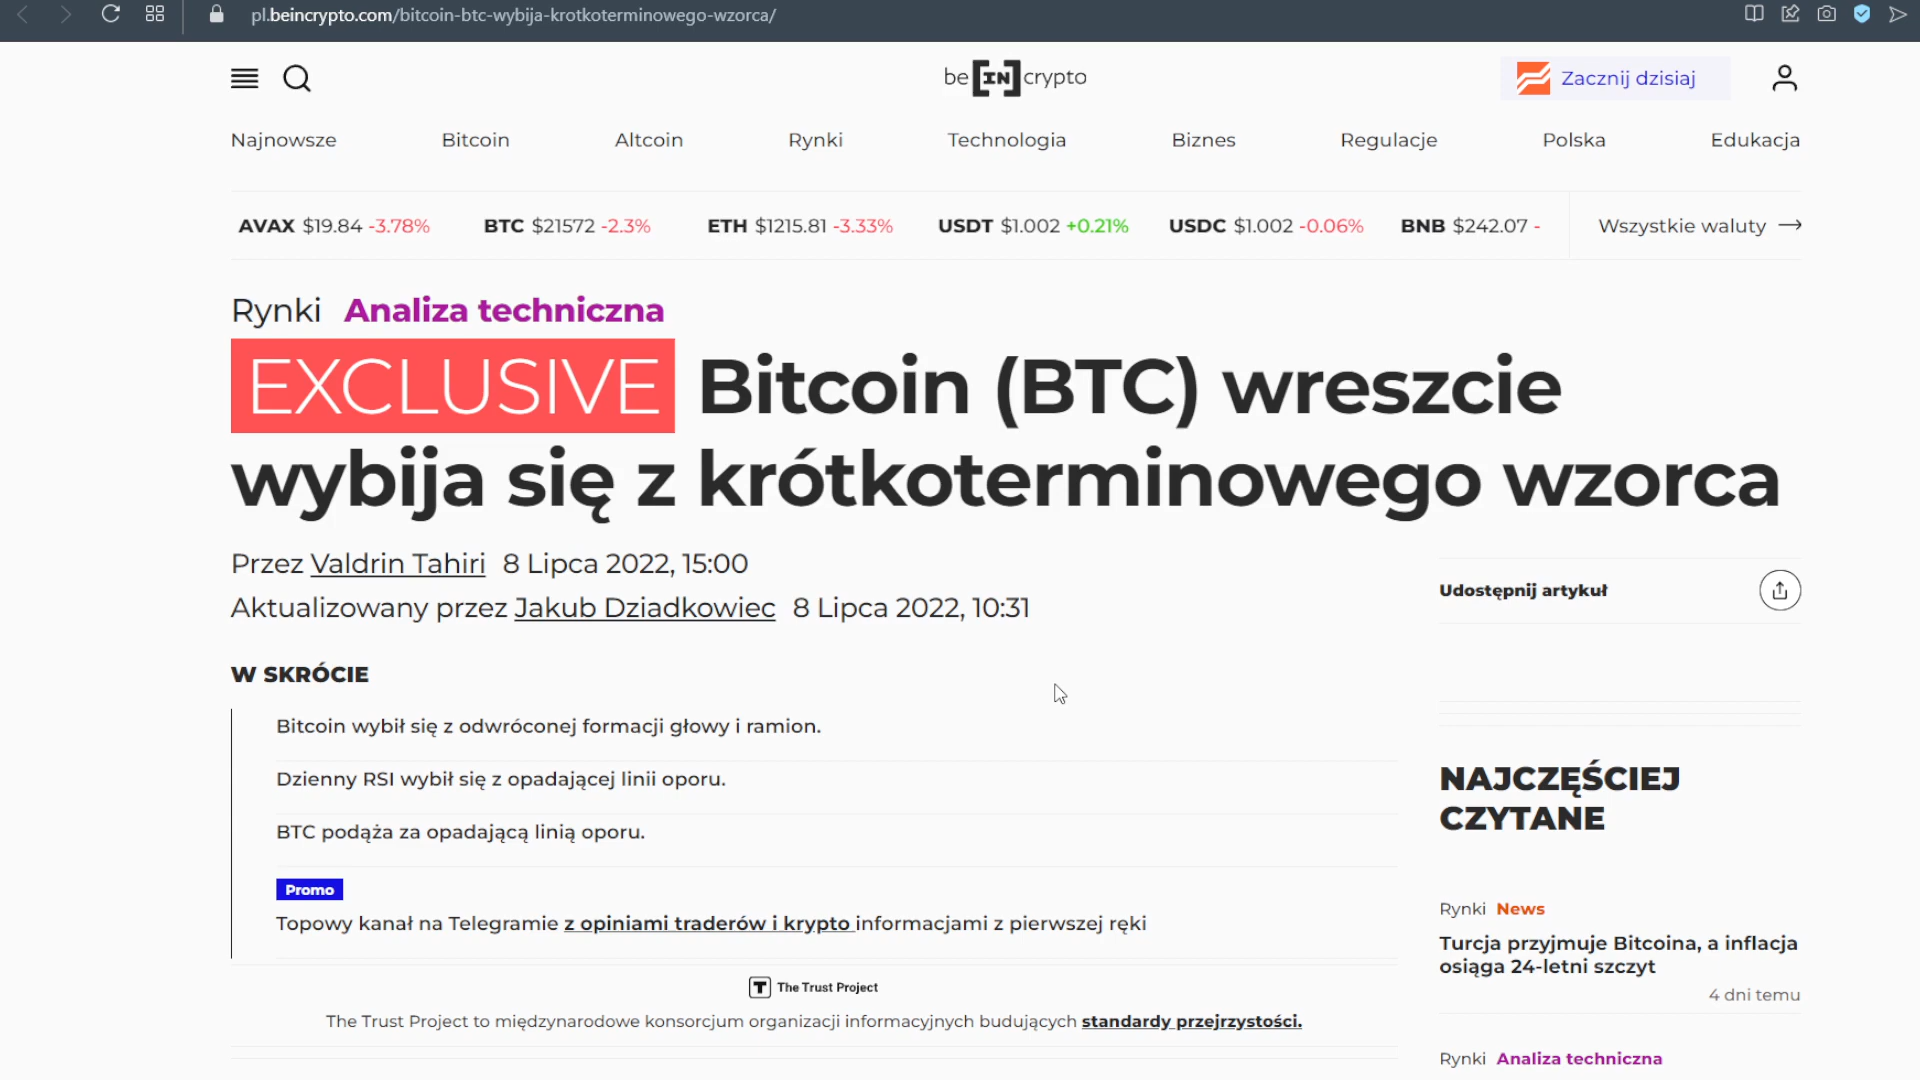 pl.beincrypto.com/bitcoin-btc-wybija-krotkoterminowego-wzorca/
be [IN] crypto
Zacznij dzisiaj
Najnowsze Bitcoin Altcoin Rynki Technologia Biznes Regulacje Polska Edukacja
AVAX $19.84 -3.78% BTC $21572 -2.3% ETH $1215.81 -3.33% USDT $1.002 +0.21% USDC $1.002 -0.06% BNB $242.07 - Wszystkie waluty →
Rynki Analiza techniczna
EXCLUSIVE Bitcoin (BTC) wreszcie
wybija się z krótkoterminowego wzorca
Przez Valdrin Tahiri 8 Lipca 2022, 15:00
Aktualizowany przez Jakub Dziadkowiec 8 Lipca 2022, 10:31
Udostępnij artykuł
W SKRÓCIE
Bitcoin wybił się z odwróconej formacji głowy i ramion.
Dzienny RSI wybił się z opadającej linii oporu.
BTC podąża za opadającą linią oporu.
Promo
Topowy kanał na Telegramie z opiniami traderów i krypto informacjami z pierwszej ręki
T The Trust Project
The Trust Project to międzynarodowe konsorcjum organizacji informacyjnych budujących standardy przejrzystości.
NAJCZĘŚCIEJ
CZYTANE
Rynki News
Turcja przyjmuje Bitcoina, a inflacja
osiąga 24-letni szczyt
4 dni temu
Rynki Analiza techniczna